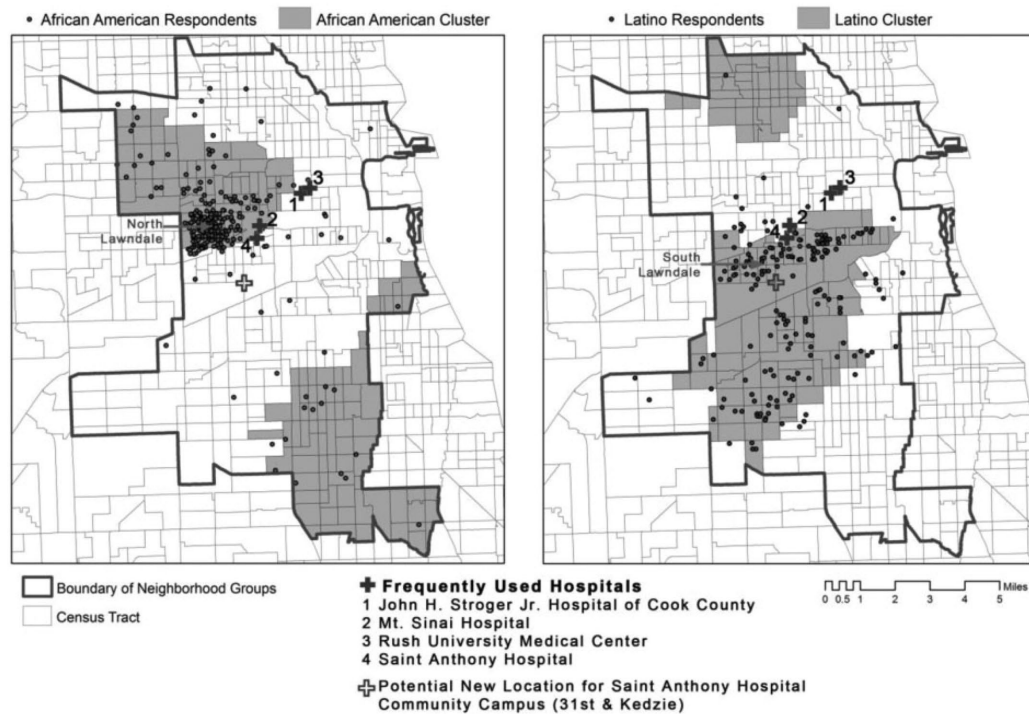 African American Respondents African American Cluster
Latino Respondents Latino Cluster
3
1
2
North
Lawndale
4
3
1
2
4
South
Lawndale
Boundary of Neighborhood Groups
Census Tract
Frequently Used Hospitals
1 John H. Stroger Jr. Hospital of Cook County
2 Mt. Sinai Hospital
3 Rush University Medical Center
4 Saint Anthony Hospital
Potential New Location for Saint Anthony Hospital
Community Campus (31st & Kedzie)
Miles
0 0.5 1 2 3 4 5